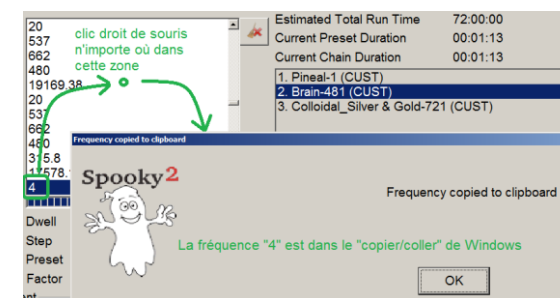 20
537
662
480
19169.38
20
537
662
480
315.8
17578.
4
clic droit de souris
n'importe où dans
cette zone
Estimated Total Run Time 72:00:00
Current Preset Duration 00:01:13
Current Chain Duration 00:01:13
1. Pineal-1 (CUST)
2. Brain-481 (CUST)
3. Colloidal_Silver & Gold-721 (CUST)
Frequency copied to clipboard
Spooky2
Frequency copied to clipboard
La fréquence "4" est dans le "copier/coller" de Windows
OK
Dwell
Step
Preset
Factor